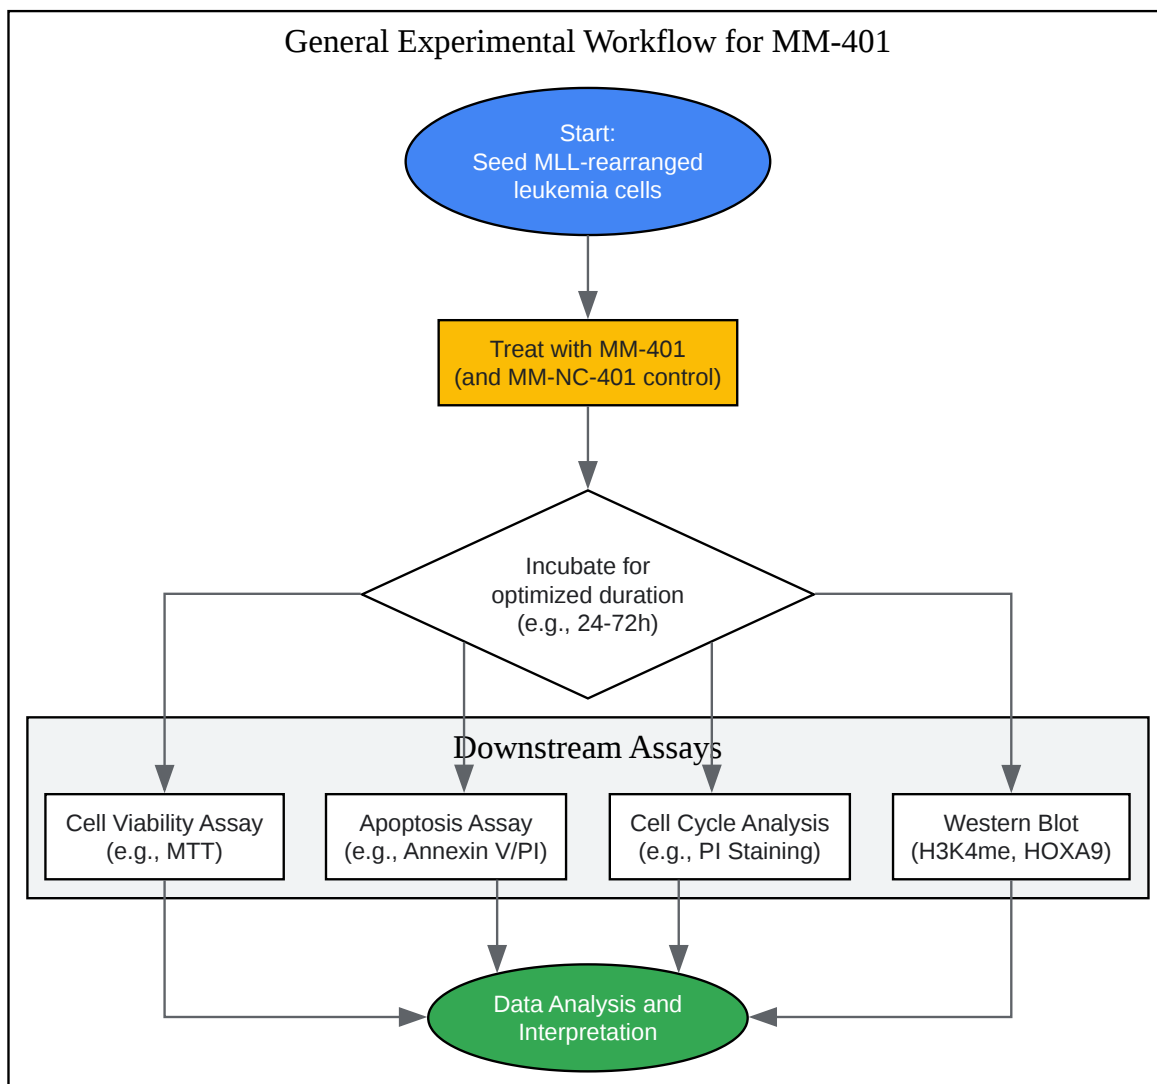 General Experimental Workflow for MM-401
Start:
Seed MLL-rearranged
leukemia cells
Treat with MM-401
(and MM-NC-401 control)
Incubate for
optimized duration
(e.g., 24-72h)
Downstream Assays
Cell Viability Assay
(e.g., MTT)
Apoptosis Assay
(e.g., Annexin V/PI)
Cell Cycle Analysis
(e.g., PI Staining)
Western Blot
(H3K4me, HOXA9)
Data Analysis and
Interpretation